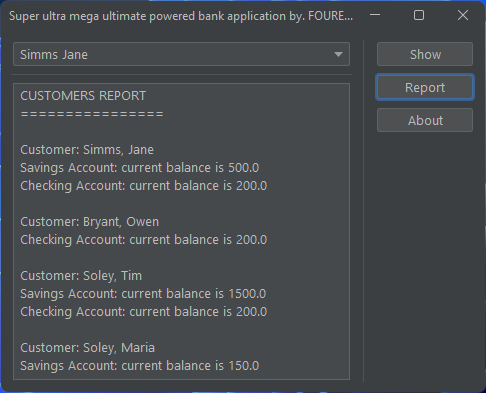 Super ultra mega ultimate powered bank application by. FOURE...
Simms Jane
Show
Report
About
CUSTOMERS REPORT
================
Customer: Simms, Jane
Savings Account: current balance is 500.0
Checking Account: current balance is 200.0
Customer: Bryant, Owen
Checking Account: current balance is 200.0
Customer: Soley, Tim
Savings Account: current balance is 1500.0
Checking Account: current balance is 200.0
Customer: Soley, Maria
Savings Account: current balance is 150.0